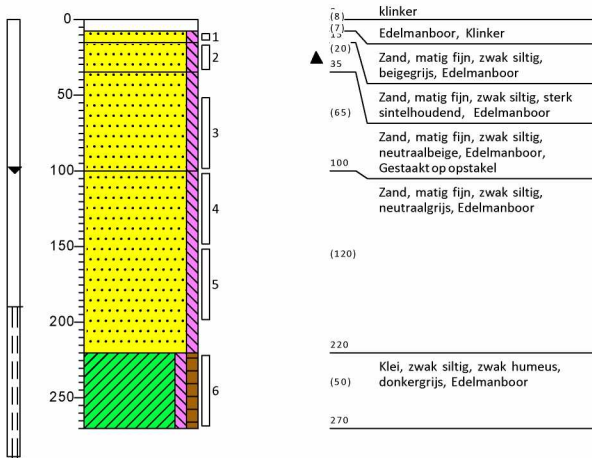 0
50
100
150
200
250
1
2
3
4
5
6
(8)
klinker
(7)
Edelmanboor, Klinker
15
(20)
Zand, matig fijn, zwak siltig,
beigegrijs, Edelmanboor
35
Zand, matig fijn, zwak siltig, sterk
sintelhoudend, Edelmanboor
(65)
Zand, matig fijn, zwak siltig,
neutraalbeige, Edelmanboor,
Gestaakt op opstakel
100
Zand, matig fijn, zwak siltig,
neutraalgrijs, Edelmanboor
(120)
220
Klei, zwak siltig, zwak humeus,
donkergrijs, Edelmanboor
(50)
270